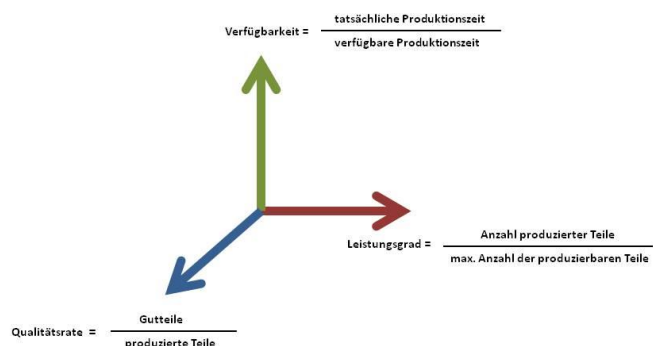 tatsächliche Produktionszeit
Verfügbarkeit =
verfügbare Produktionszeit
Anzahl produzierter Teile
Leistungsgrad =
max. Anzahl der produzierbaren Teile
Gutteile
Qualitätsrate =
produzierte Teile